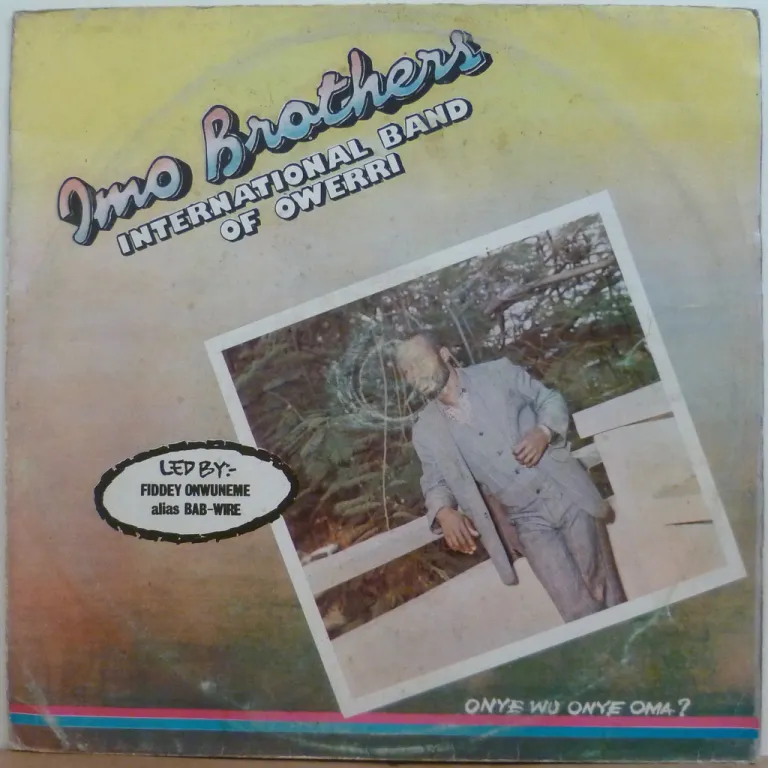 Imo Brothers
INTERNATIONAL BAND
OF OWERRI
LED BY:-
FIDDEY ONWUNEME
alias BAB-WIRE
ONYE WU ONYE OMA?